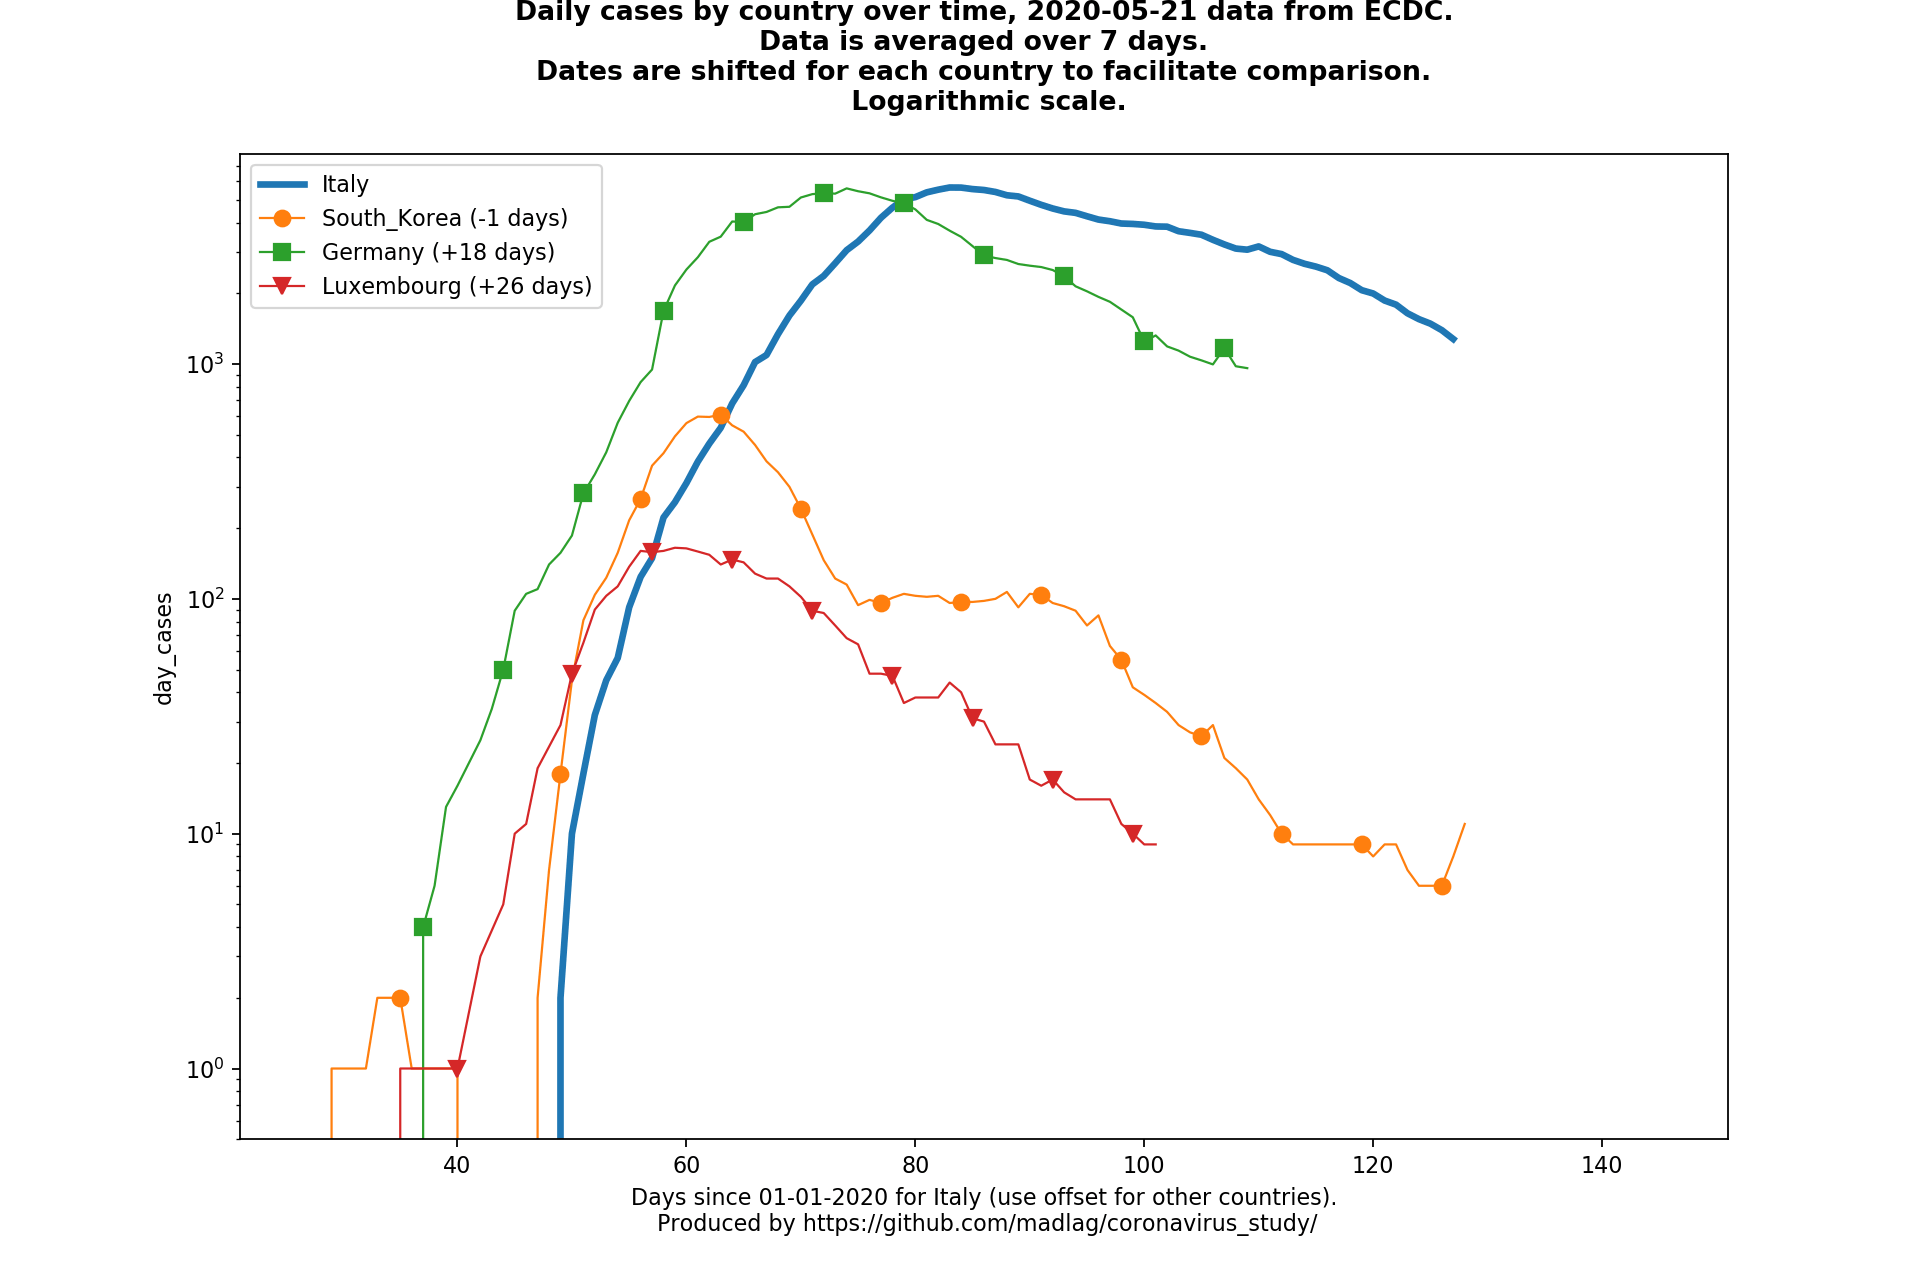 Daily cases by country over time, 2020-05-21 data from ECDC.
Data is averaged over 7 days.
Dates are shifted for each country to facilitate comparison.
Logarithmic scale.
Italy
South_Korea (-1 days)
Germany (+18 days)
Luxembourg (+26 days)
day_cases
10³
10²
10¹
10⁰
40 60 80 100 120 140
Days since 01-01-2020 for Italy (use offset for other countries).
Produced by https://github.com/madlag/coronavirus_study/